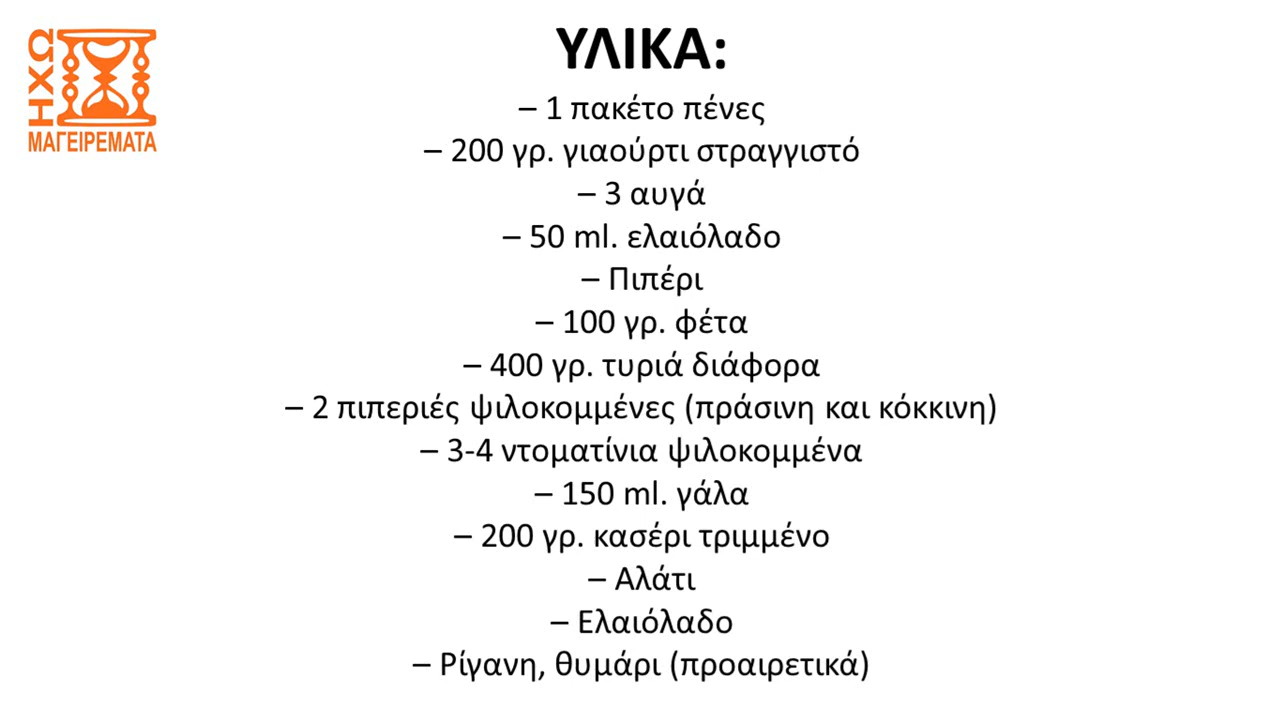 ΗΧΩ
ΜΑΓΕΙΡΕΜΑΤΑ
ΥΛΙΚΑ:
– 1 πακέτο πένες
– 200 γρ. γιαούρτι στραγγιστό
– 3 αυγά
– 50 ml. ελαιόλαδο
– Πιπέρι
– 100 γρ. φέτα
– 400 γρ. τυριά διάφορα
– 2 πιπεριές ψιλοκομμένες (πράσινη και κόκκινη)
– 3-4 ντοματίνια ψιλοκομμένα
– 150 ml. γάλα
– 200 γρ. κασέρι τριμμένο
– Αλάτι
– Ελαιόλαδο
– Ρίγανη, θυμάρι (προαιρετικά)